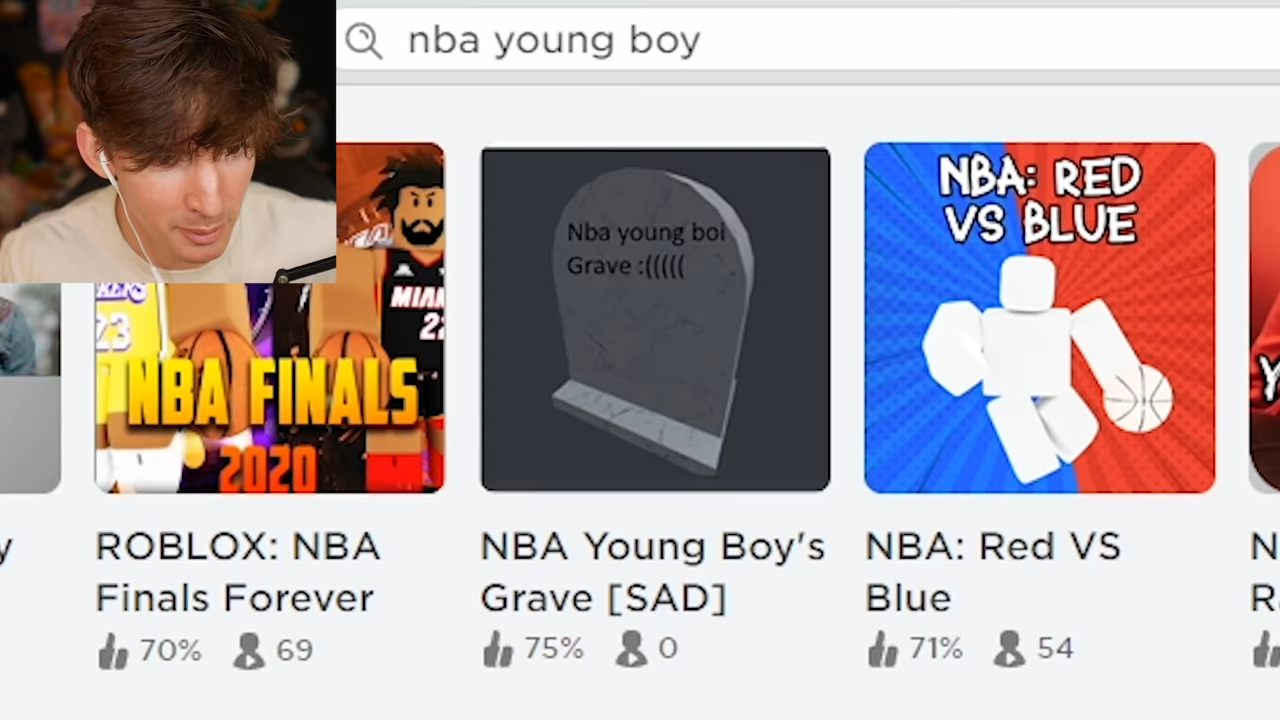 nba young boy
NBA: RED
VS BLUE
Nba young boi
Grave :(((((
23
MIAM
22
NBA FINALS
2020
y
ROBLOX: NBA
Finals Forever
70% 69
NBA Young Boy's
Grave [SAD]
75% 0
NBA: Red VS
Blue
71% 54